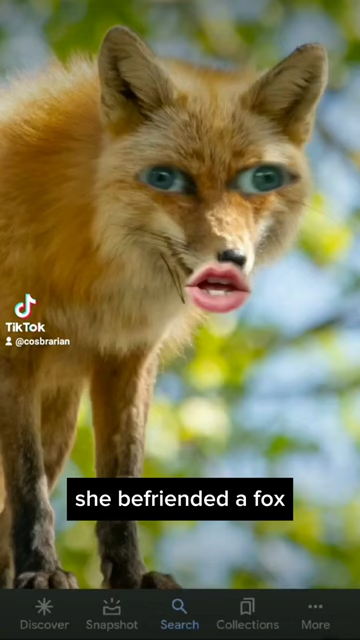 TikTok
@cosbrarian
she befriended a fox
Discover Snapshot Search Collections More